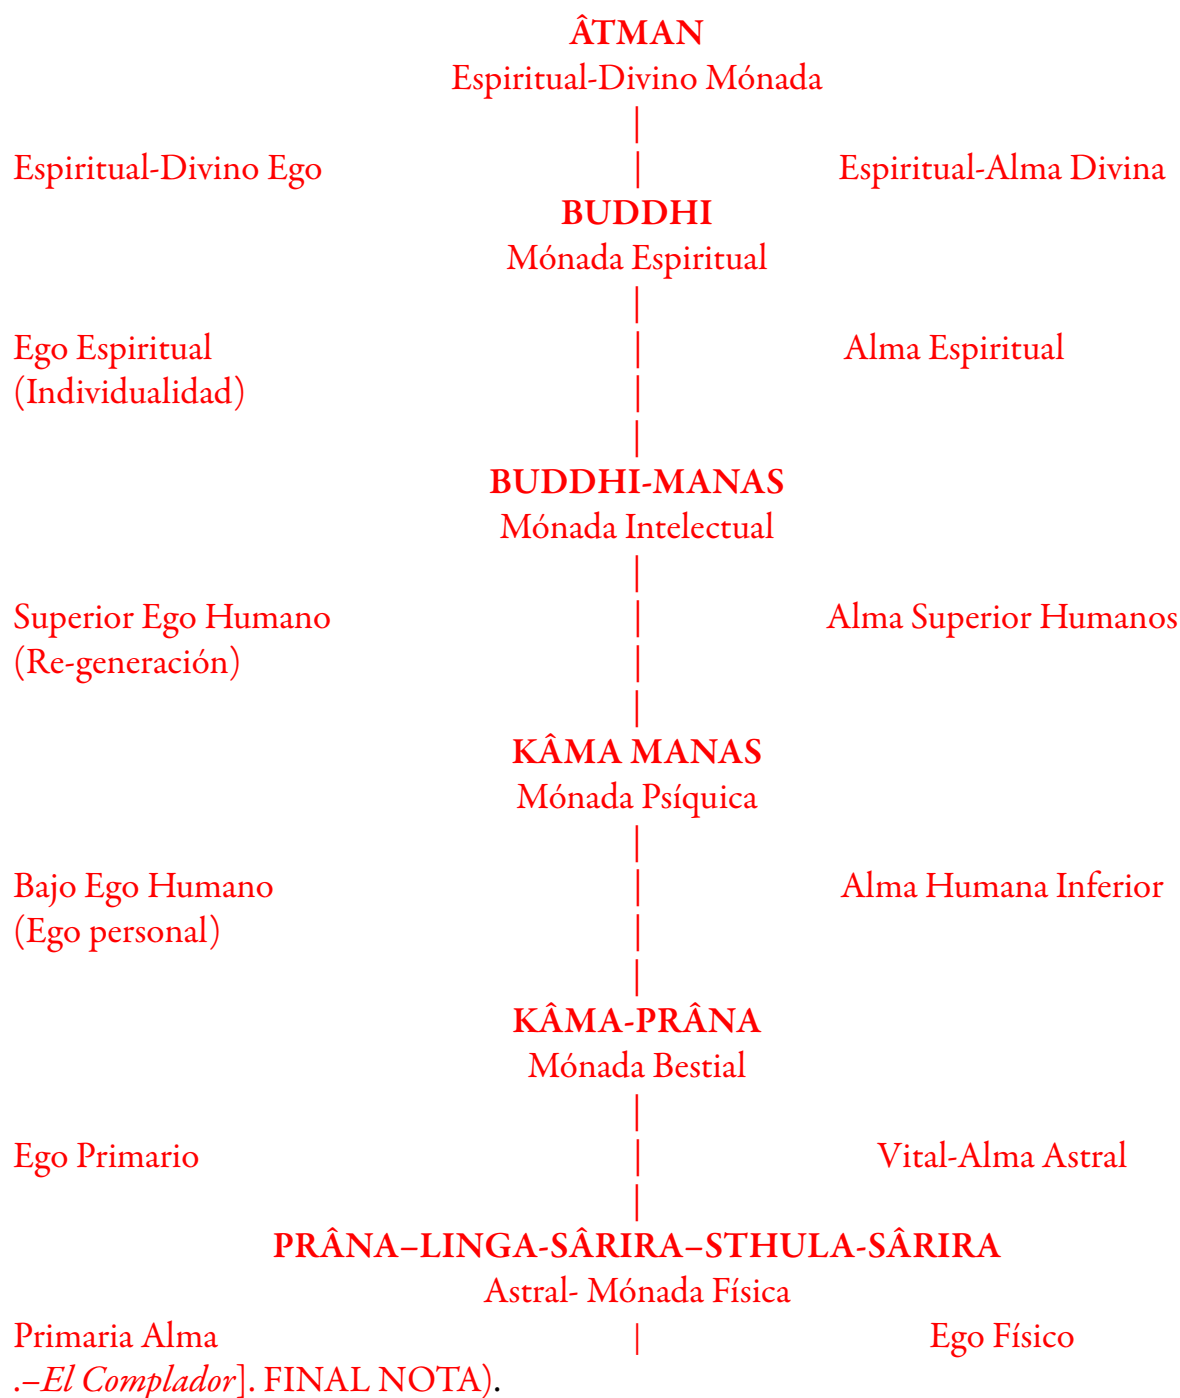 ÂTMAN
Espiritual-Divino Mónada
Espiritual-Divino Ego Espiritual-Alma Divina
BUDDHI
Mónada Espiritual
Ego Espiritual Alma Espiritual
(Individualidad)
BUDDHI-MANAS
Mónada Intelectual
Superior Ego Humano Alma Superior Humanos
(Re-generación)
KÂMA MANAS
Mónada Psíquica
Bajo Ego Humano Alma Humana Inferior
(Ego personal)
KÂMA-PRÂNA
Mónada Bestial
Ego Primario Vital-Alma Astral
PRÂNA–LINGA-SÂRIRA–STHULA-SÂRIRA
Astral- Mónada Física
Primaria Alma Ego Físico
.–El Complador]. FINAL NOTA).